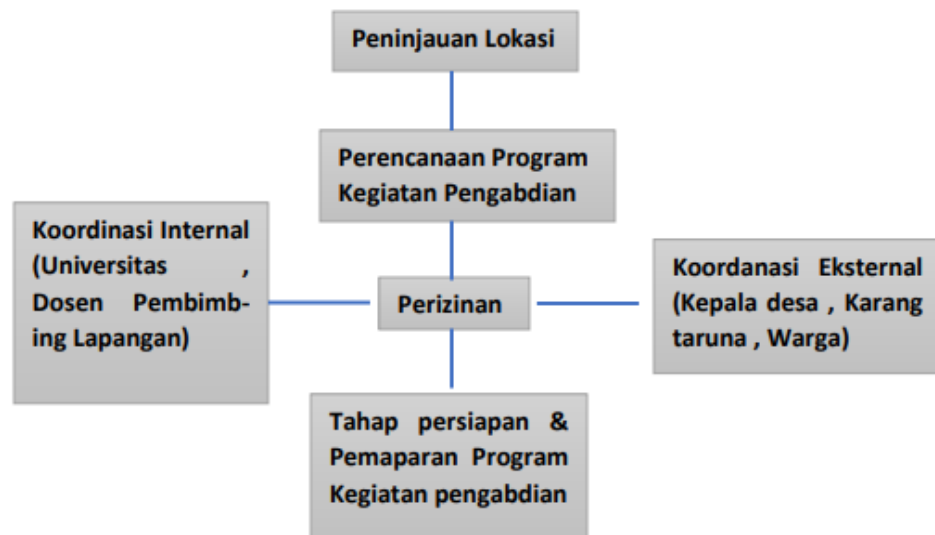 Peninjauan Lokasi
Perencanaan Program
Kegiatan Pengabdian
Koordinasi Internal
(Universitas ,
Dosen Pembimb-
ing Lapangan)
Perizinan
Koordanasi Eksternal
(Kepala desa , Karang
taruna , Warga)
Tahap persiapan &
Pemaparan Program
Kegiatan pengabdian